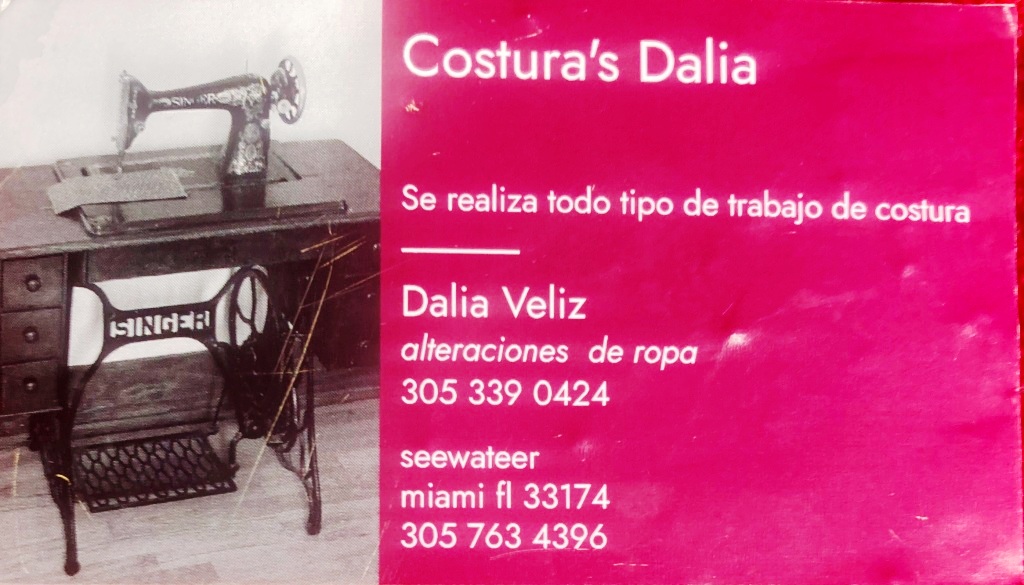 Costura's Dalia
SINGER
Se realiza todo tipo de trabajo de costura
Dalia Veliz
alteraciones de ropa
305 339 0424
SINGER
seewateer
miami fl 33174
305 763 4396